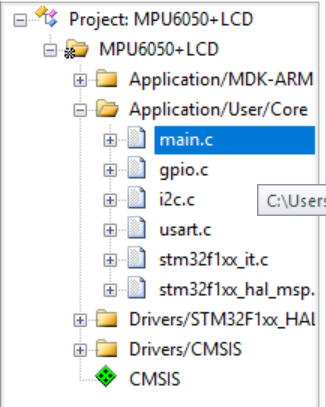 Project: MPU6050+LCD
MPU6050+LCD
Application/MDK-ARM
Application/User/Core
main.c
gpio.c
i2c.c
C:\Users
usart.c
stm32f1xx_it.c
stm32f1xx_hal_msp.
Drivers/STM32F1xx_HAL
Drivers/CMSIS
CMSIS